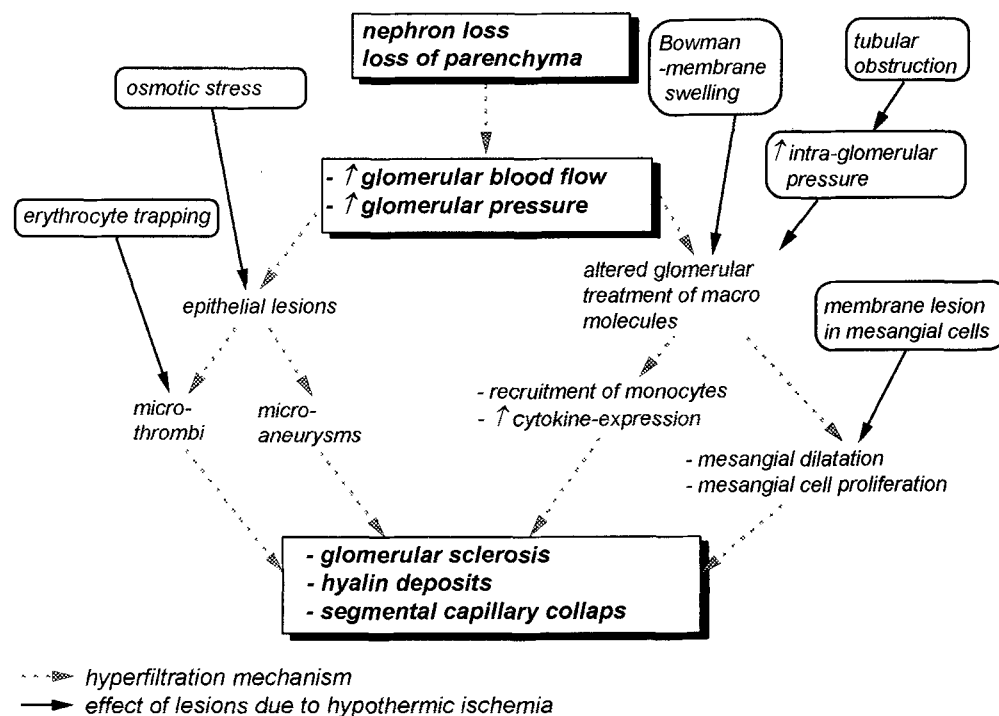 nephron loss
loss of parenchyma
Bowman
-membrane
swelling
tubular
obstruction
osmotic stress
- ↑ glomerular blood flow
- ↑ glomerular pressure
↑ intra-glomerular
pressure
erythrocyte trapping
epithelial lesions
altered glomerular
treatment of macro
molecules
membrane lesion
in mesangial cells
micro-
thrombi
micro-
aneurysms
- recruitment of monocytes
- ↑ cytokine-expression
- mesangial dilatation
- mesangial cell proliferation
- glomerular sclerosis
- hyalin deposits
- segmental capillary collaps
hyperfiltration mechanism
effect of lesions due to hypothermic ischemia